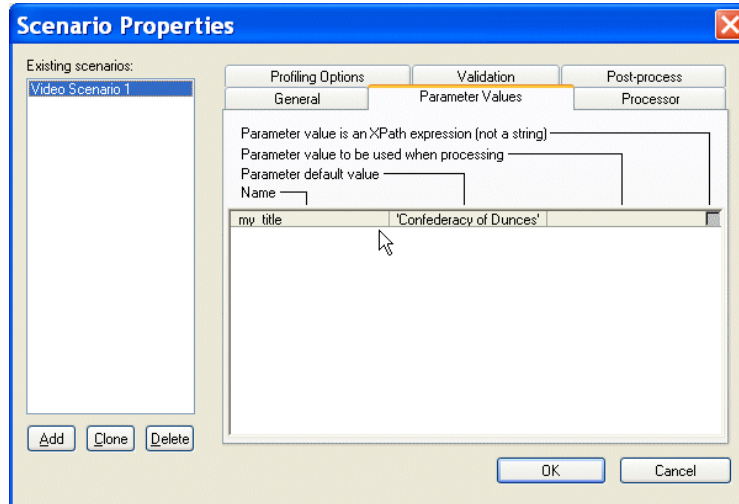 Scenario Properties
Existing scenarios:
Video Scenario 1
Profiling Options Validation Post-process
General Parameter Values Processor
Parameter value is an XPath expression (not a string)
Parameter value to be used when processing
Parameter default value
Name
my_title 'Confederacy of Dunces'
Add Clone Delete
OK Cancel